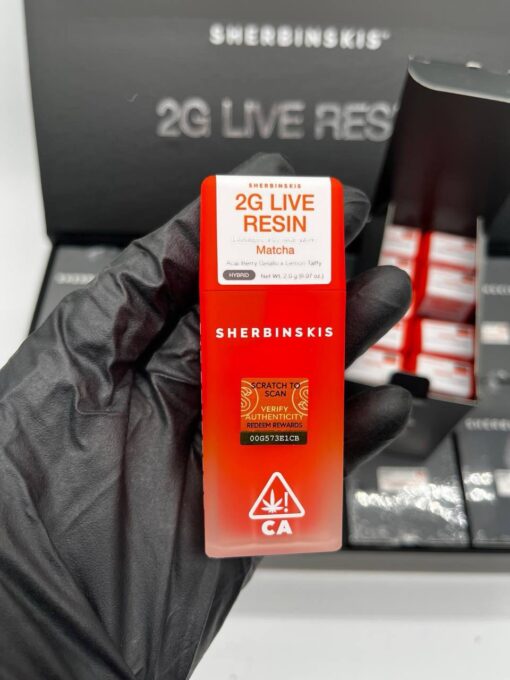 SHERBINSKIS
2G LIVE RES
SHERBINSKIS
2G LIVE
RESIN
Matcha
Acai Berry Gelato x Lemon Taffy
HYBRID Net Wt. 2.0 g (0.07 oz.)
SHERBINSKIS
SCRATCH TO
SCAN
VERIFY
AUTHENTICITY
REDEEM REWARDS
00G573E1CB
CA